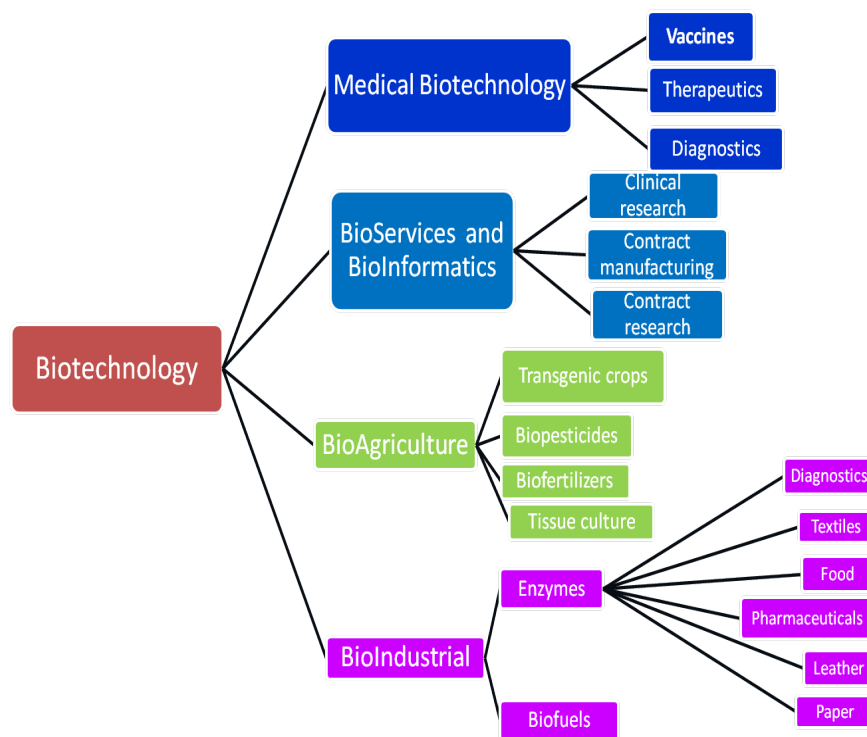 Vaccines
Medical Biotechnology
Therapeutics
Diagnostics
Clinical
research
BioServices and
BioInformatics
Contract
manufacturing
Contract
research
Biotechnology
Transgenic crops
BioAgriculture
Biopesticides
Biofertilizers
Tissue culture
Diagnostics
Textiles
Enzymes
Food
Pharmaceuticals
BioIndustrial
Leather
Biofuels
Paper